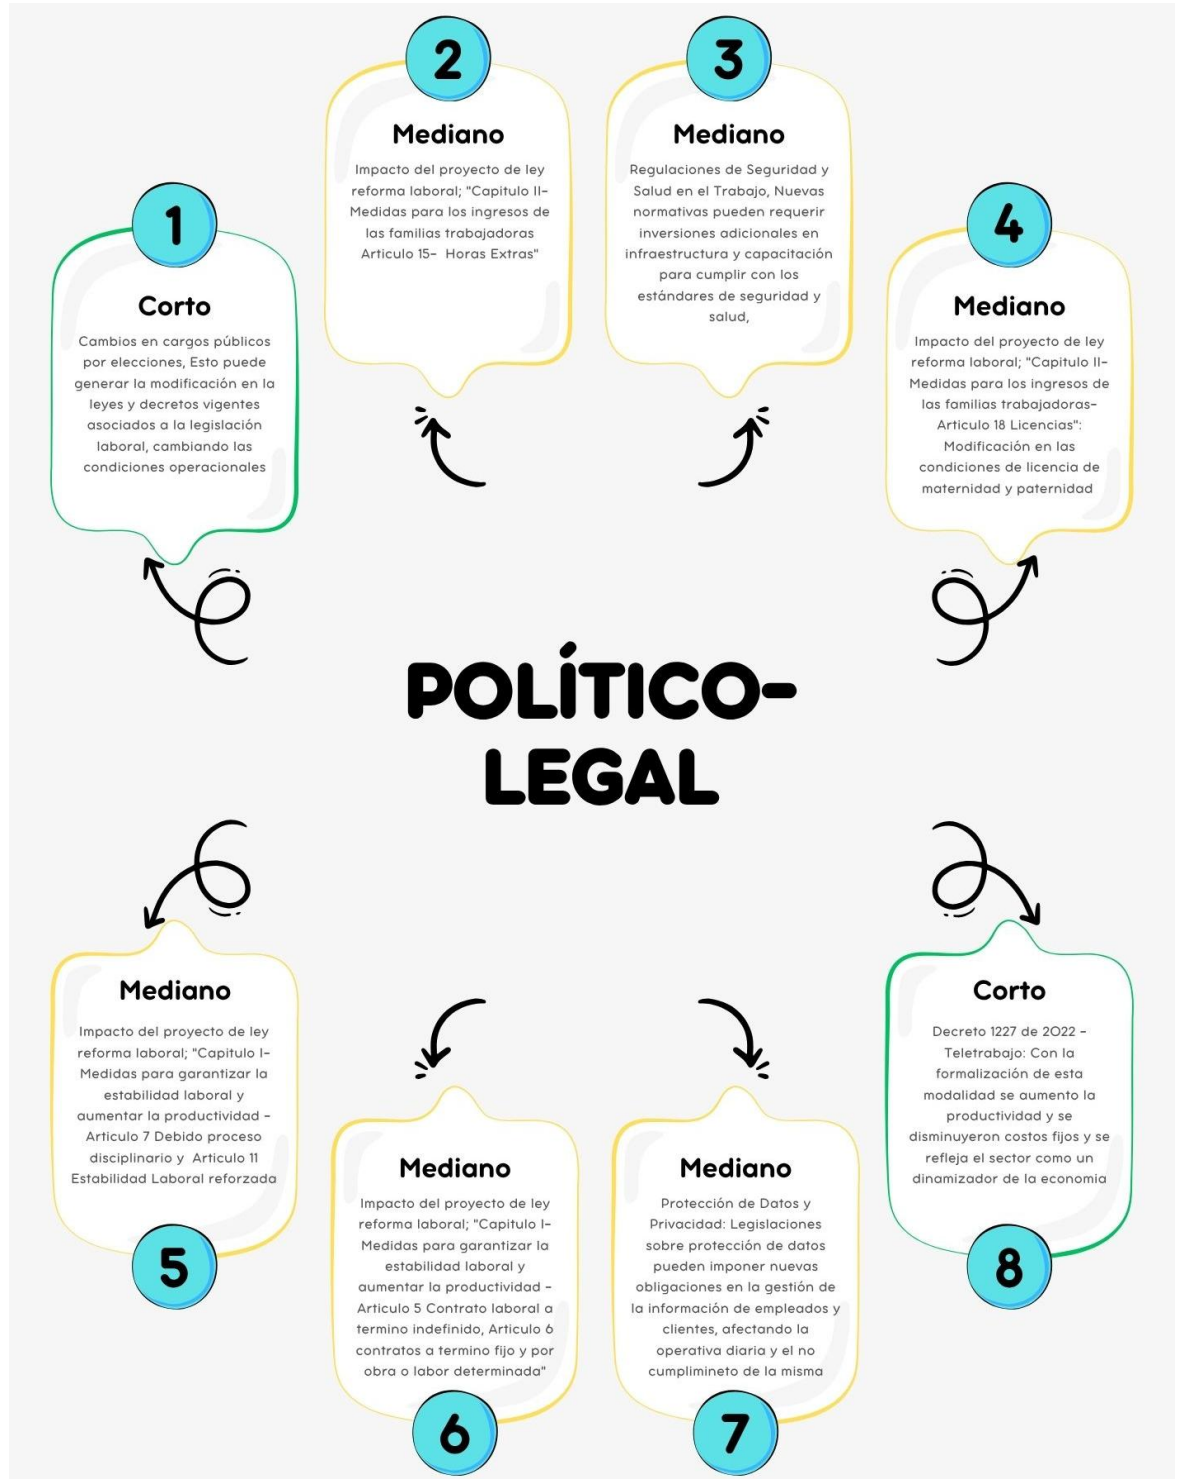 1
Corto
Cambios en cargos públicos
por elecciones, Esto puede
generar la modificación en la
leyes y decretos vigentes
asociados a la legislación
laboral, cambiando las
condiciones operacionales
2
Mediano
Impacto del proyecto de ley
reforma laboral; "Capitulo II-
Medidas para los ingresos de
las familias trabajadoras
Articulo 15-  Horas Extras"
3
Mediano
Regulaciones de Seguridad y
Salud en el Trabajo, Nuevas
normativas pueden requerir
inversiones adicionales en
infraestructura y capacitación
para cumplir con los
estándares de seguridad y
salud,
4
Mediano
Impacto del proyecto de ley
reforma laboral; "Capitulo II-
Medidas para los ingresos de
las familias trabajadoras-
Articulo 18 Licencias":
Modificación en las
condiciones de licencia de
maternidad y paternidad
POLÍTICO-
LEGAL
Mediano
Impacto del proyecto de ley
reforma laboral; "Capitulo I-
Medidas para garantizar la
estabilidad laboral y
aumentar la productividad -
Articulo 7 Debido proceso
disciplinario y  Articulo 11
Estabilidad Laboral reforzada
5
Mediano
Impacto del proyecto de ley
reforma laboral; "Capitulo I-
Medidas para garantizar la
estabilidad laboral y
aumentar la productividad -
Articulo 5 Contrato laboral a
termino indefinido, Articulo 6
contratos a termino fijo y por
obra o labor determinada"
6
Mediano
Protección de Datos y
Privacidad: Legislaciones
sobre protección de datos
pueden imponer nuevas
obligaciones en la gestión de
la información de empleados y
clientes, afectando la
operativa diaria y el no
cumplimineto de la misma
7
Corto
Decreto 1227 de 2022 -
Teletrabajo: Con la
formalización de esta
modalidad se aumento la
productividad y se
disminuyeron costos fijos y se
refleja el sector como un
dinamizador de la economia
8